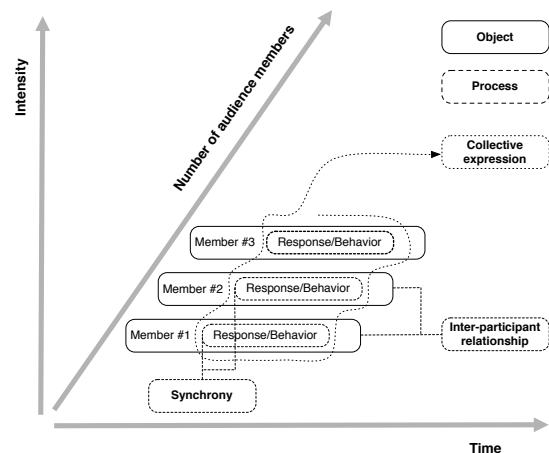 Intensity
Number of audience members
Object
Process
Collective
expression
Member #3 Response/Behavior
Member #2 Response/Behavior
Member #1 Response/Behavior
Inter-participant
relationship
Synchrony
Time